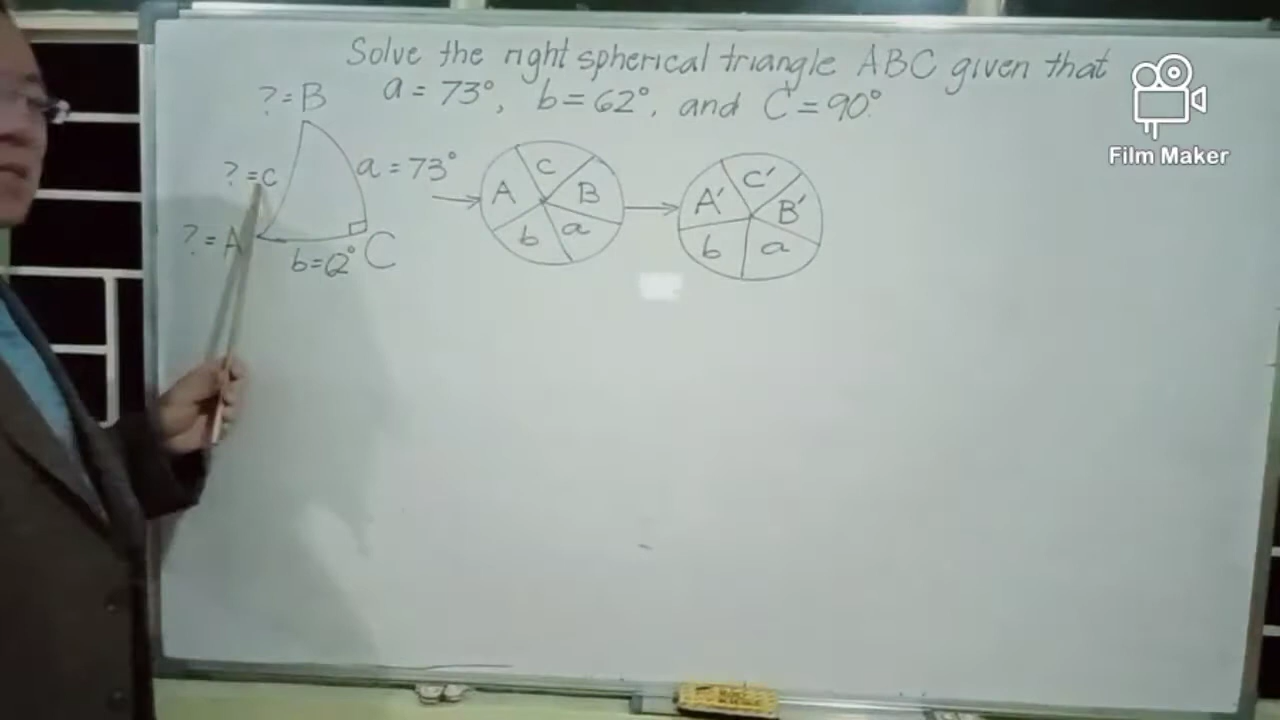 Solve the right spherical triangle ABC given that
a = 73°, b = 62°, and C = 90°.
? = B
a = 73°
? = c
? = A
b = 62°
C
A c B b a
A' c' B' b a
Film Maker